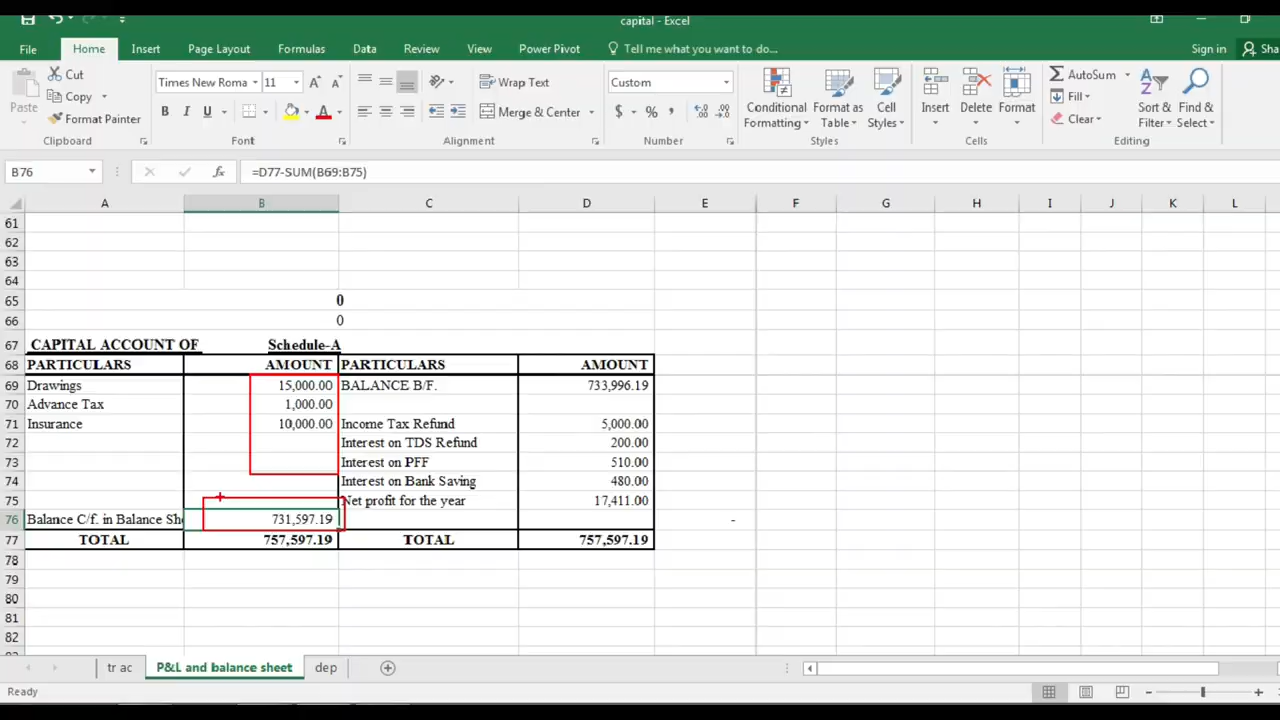 capital - Excel
File Home Insert Page Layout Formulas Data Review View Power Pivot Tell me what you want to do... Sign in Sha
Paste Cut Copy Format Painter Clipboard
Times New Roma 11 B I U A Font
Wrap Text Merge & Center Alignment
Custom $ % , Number
Conditional Formatting Format as Table Cell Styles Styles
Insert Delete Format Cells
AutoSum Fill Clear Sort & Filter Find & Select Editing
B76 fx =D77-SUM(B69:B75)
A B C D E F G H I J K L
61
62
63
64
65 0
66 0
67 CAPITAL ACCOUNT OF Schedule-A
68 PARTICULARS AMOUNT PARTICULARS AMOUNT
69 Drawings 15,000.00 BALANCE B/F. 733,996.19
70 Advance Tax 1,000.00
71 Insurance 10,000.00 Income Tax Refund 5,000.00
72 Interest on TDS Refund 200.00
73 Interest on PFF 510.00
74 Interest on Bank Saving 480.00
75 Net profit for the year 17,411.00
76 Balance C/f. in Balance She 731,597.19 -
77 TOTAL 757,597.19 TOTAL 757,597.19
78
79
80
81
82
tr ac P&L and balance sheet dep
Ready